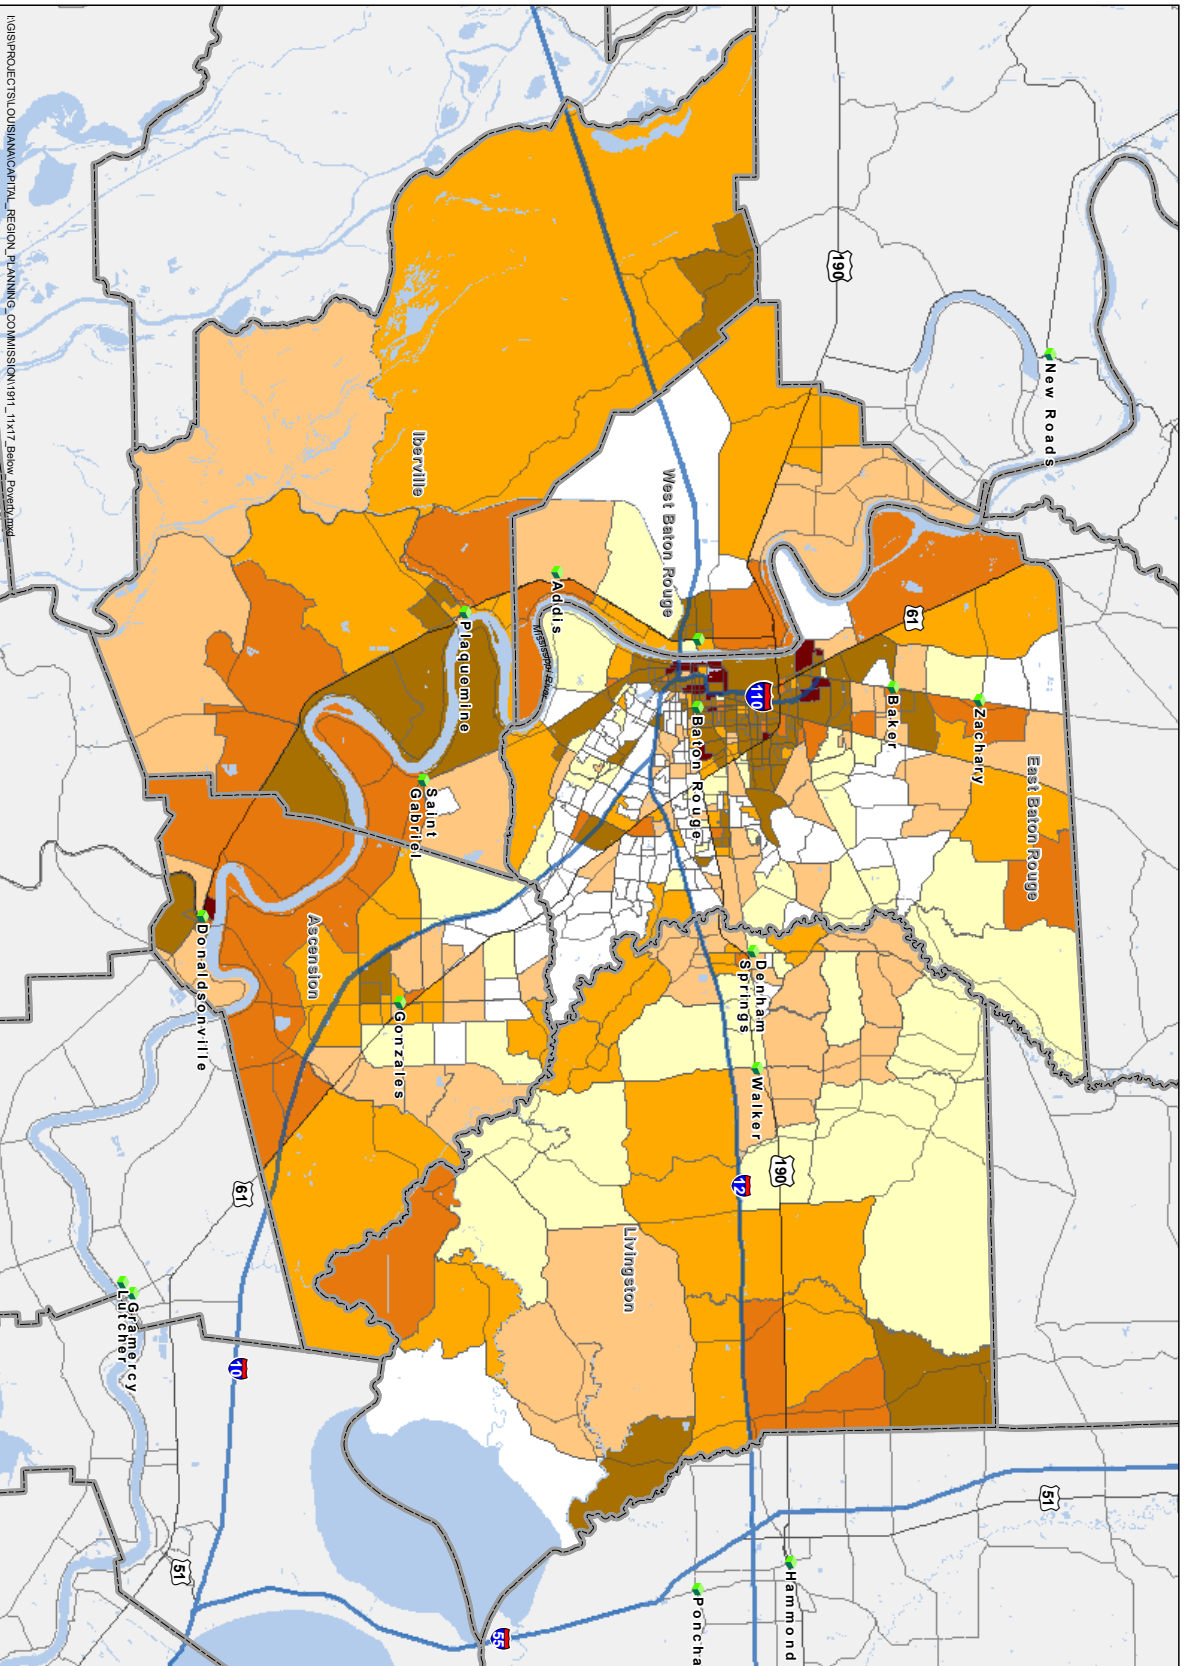 I:\GIS\PROJECTS\LOUISIANA\CAPITAL_REGION_PLANNING_COMMISSION\1911_11x17_Below_Poverty.mxd
New Roads
190
61
Zachary
Baker
East Baton Rouge
West Baton Rouge
Iberville
Addis
Mississippi River
110
Baton Rouge
Plaquemine
Saint
Gabriel
Denham
Springs
Walker
190
12
Livingston
Ascension
Gonzales
Donaldsonville
61
10
Gramercy
Lutcher
51
51
55
Hammond
Poncha